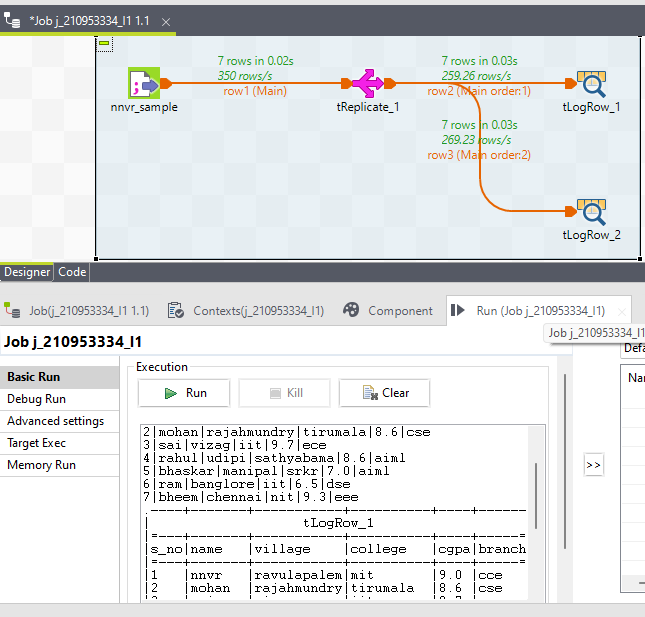 *Job j_210953334_l1 1.1
7 rows in 0.02s
350 rows/s
row1 (Main)
7 rows in 0.03s
259.26 rows/s
row2 (Main order:1)
nnvr_sample
tReplicate_1
tLogRow_1
7 rows in 0.03s
269.23 rows/s
row3 (Main order:2)
tLogRow_2
Designer
Code
Job(j_210953334_l1 1.1)
Contexts(j_210953334_l1)
Component
Run (Job j_210953334_l1)
Job j_210953334_l1
Job j_210953334_l1
Defa
Basic Run
Debug Run
Advanced settings
Target Exec
Memory Run
Execution
Run
Kill
Clear
Nar
>>
2|mohan|rajahmundry|tirumala|8.6|cse
3|sai|vizag|iit|9.7|ece
4|rahul|udipi|sathyabama|8.6|aiml
5|bhaskar|manipal|srkr|7.0|aiml
6|ram|banglore|iit|6.5|dse
7|bheem|chennai|nit|9.3|eee
.----+-------+-----------+----------+----+------
| tLogRow_1
|=---+-------+-----------+----------+----+-----=
|s_no|name |village |college |cgpa|branch
|=---+-------+-----------+----------+----+-----=
|1 |nnvr |ravulapalem|mit |9.0 |cce
|2 |mohan |rajahmundry|tirumala |8.6 |cse